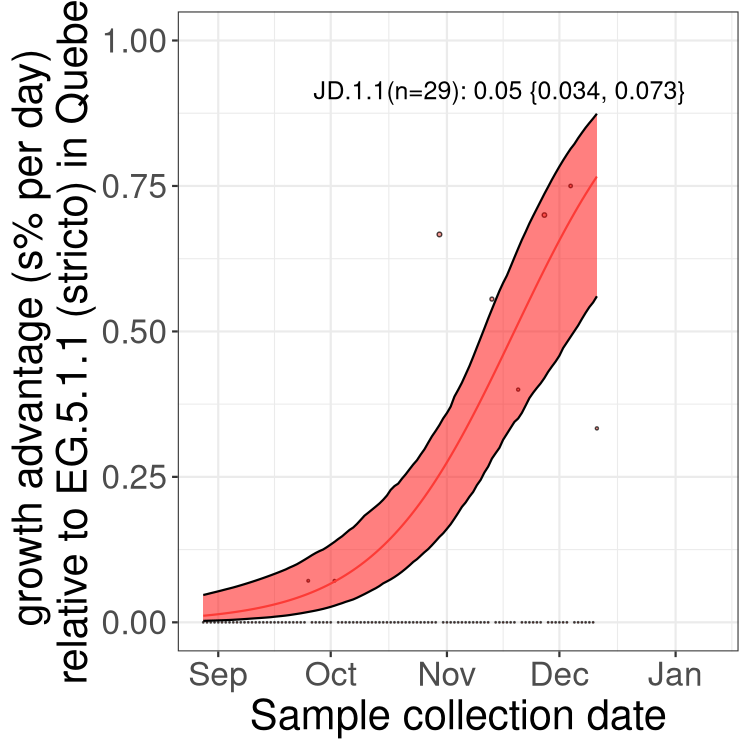 growth advantage (s% per day)
relative to EG.5.1.1 (stricto) in Quebe
1.00
0.75
0.50
0.25
0.00
JD.1.1(n=29): 0.05 {0.034, 0.073}
Sep Oct Nov Dec Jan
Sample collection date